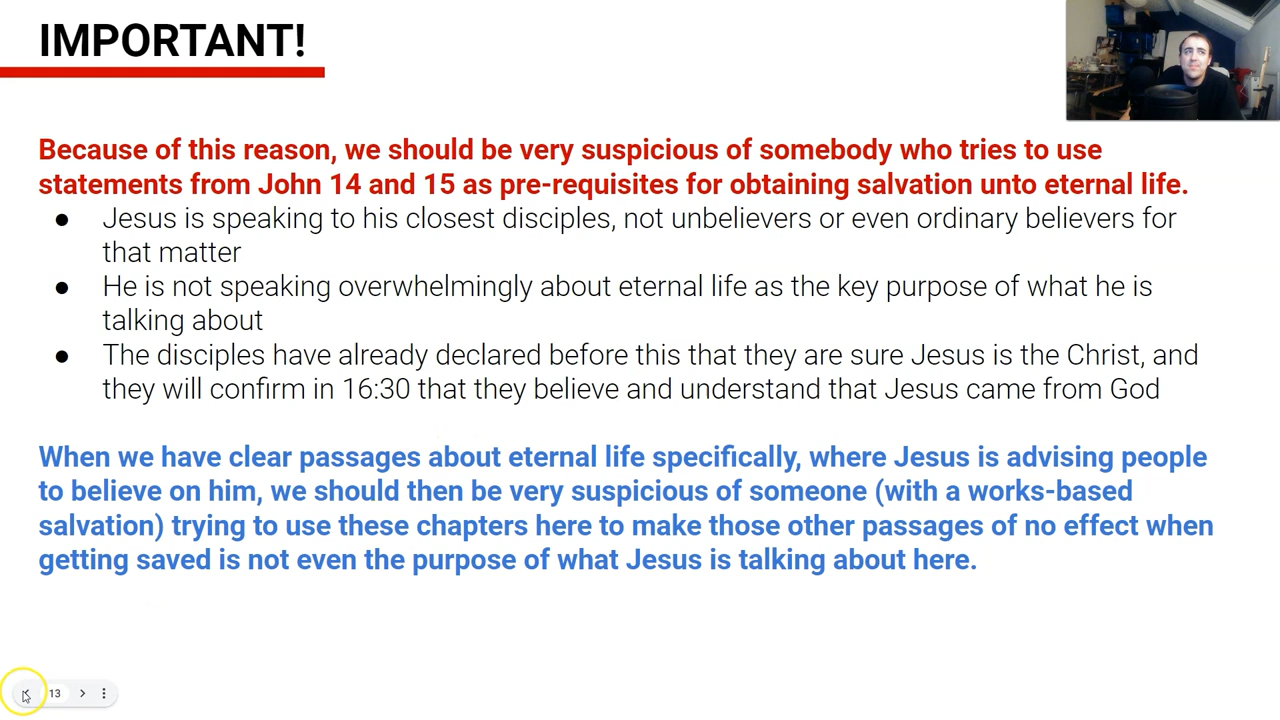 IMPORTANT!
Because of this reason, we should be very suspicious of somebody who tries to use
statements from John 14 and 15 as pre-requisites for obtaining salvation unto eternal life.
● Jesus is speaking to his closest disciples, not unbelievers or even ordinary believers for
that matter
● He is not speaking overwhelmingly about eternal life as the key purpose of what he is
talking about
● The disciples have already declared before this that they are sure Jesus is the Christ, and
they will confirm in 16:30 that they believe and understand that Jesus came from God
When we have clear passages about eternal life specifically, where Jesus is advising people
to believe on him, we should then be very suspicious of someone (with a works-based
salvation) trying to use these chapters here to make those other passages of no effect when
getting saved is not even the purpose of what Jesus is talking about here.
13